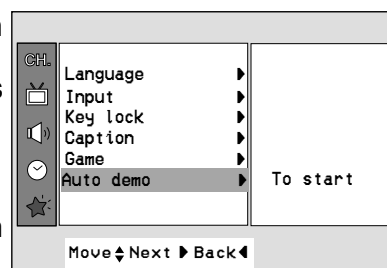 CH.
Language
Input
Key lock
Caption
Game
Auto demo To start
Move Next Back